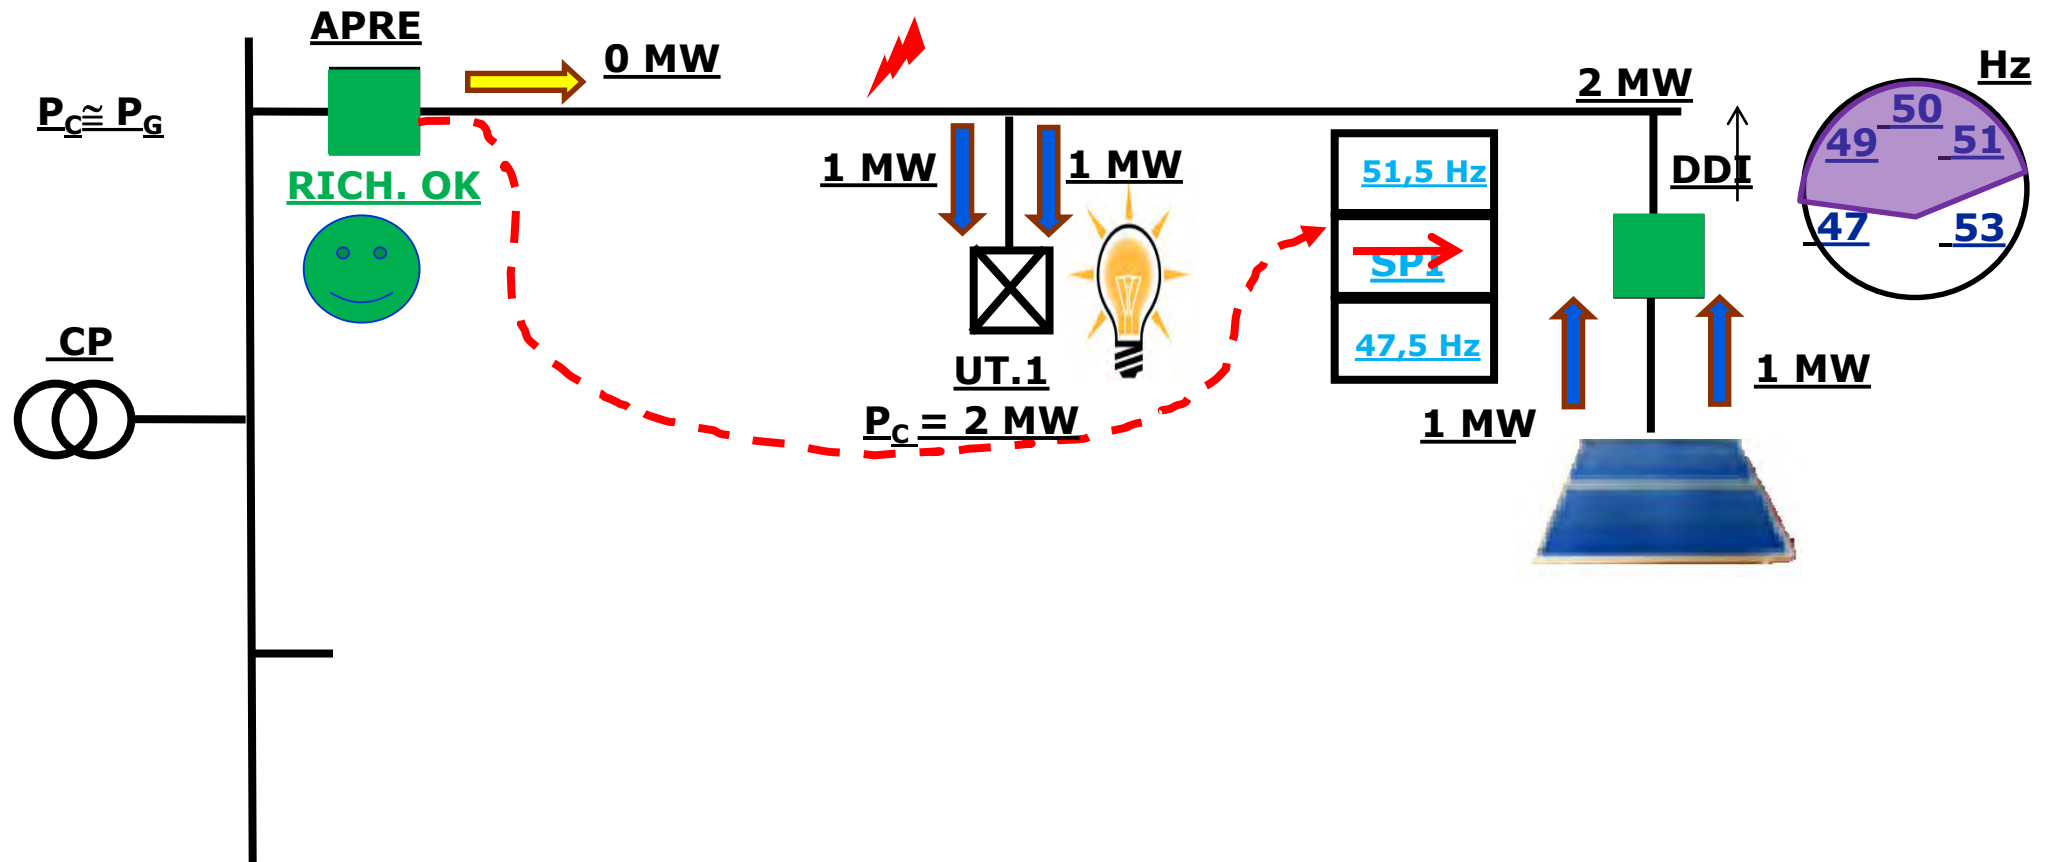 APRE
0 MW
Hz
2 MW
50
49
51
P_C ≅ P_G
1 MW
1 MW
51,5 Hz
DDI
RICH. OK
47
53
SPI
CP
47,5 Hz
UT.1
1 MW
P_C = 2 MW
1 MW